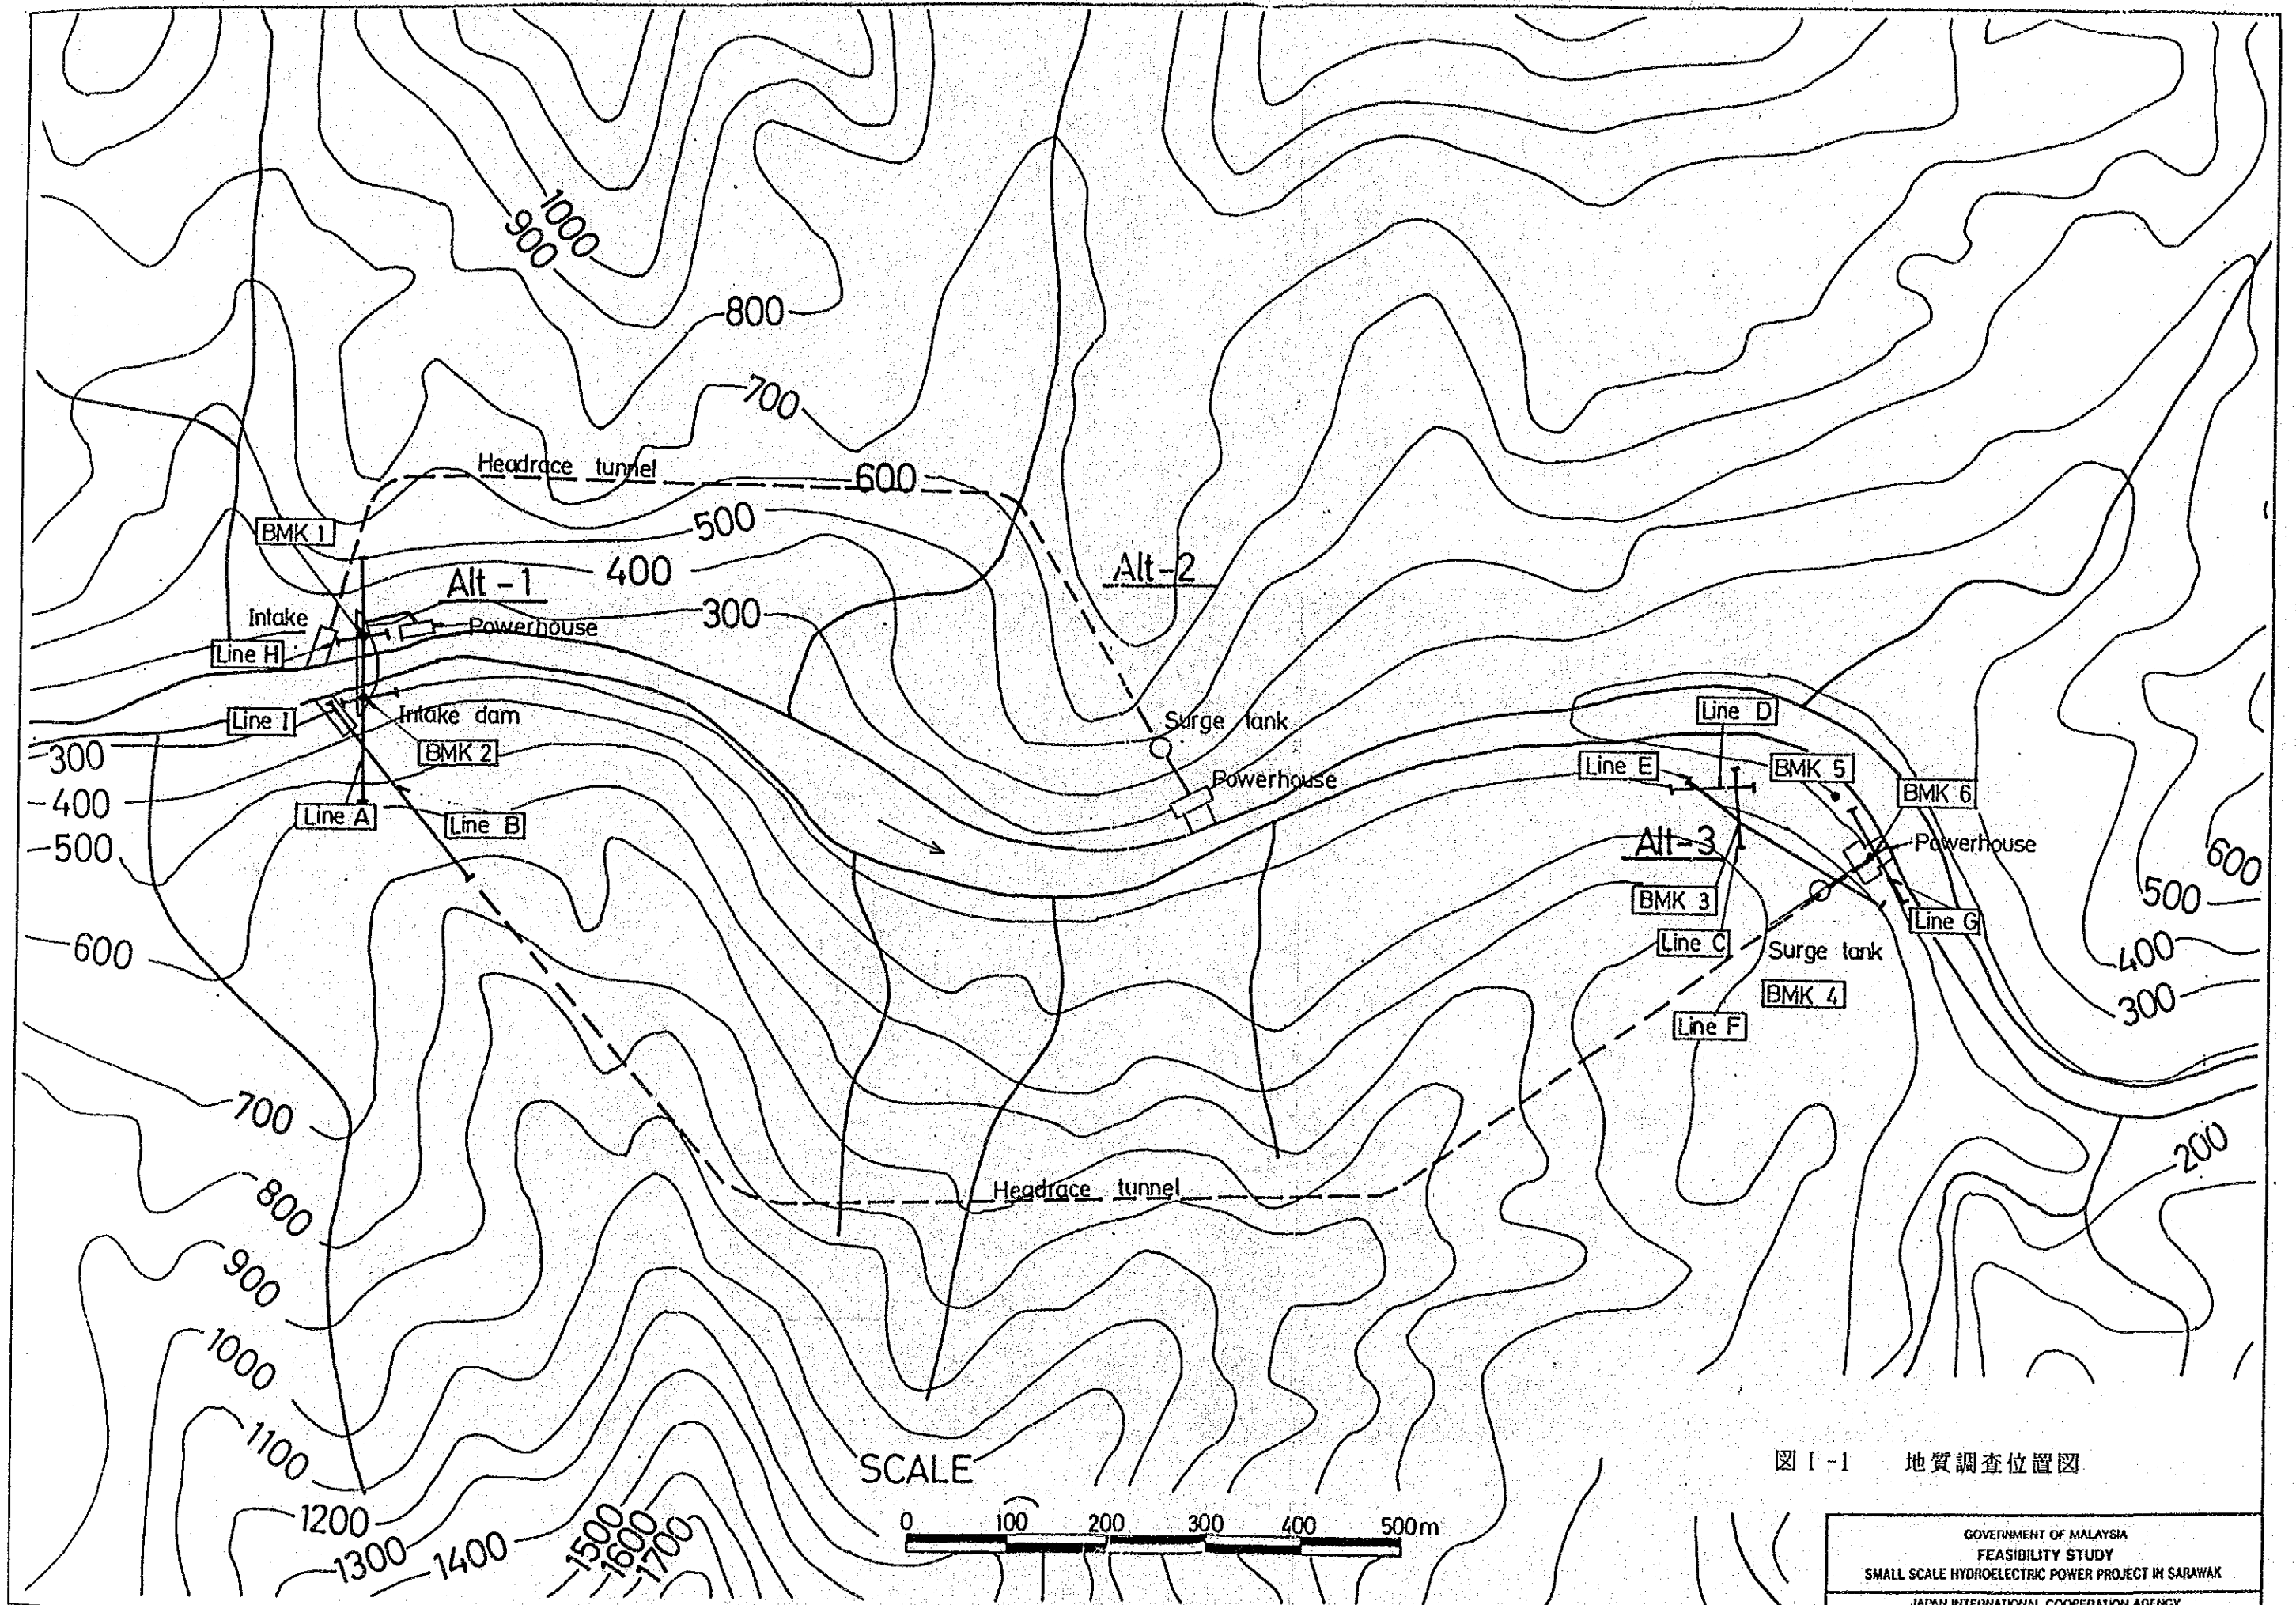 1000
900
800
700
Headrace tunnel
600
500
BMK 1
400
Alt-1
Alt-2
300
Intake
Powerhouse
Line H
Line I
Intake dam
BMK 2
Surge tank
Powerhouse
Line D
Line E
BMK 5
BMK 6
300
400
500
600
Line A
Line B
Alt-3
Powerhouse
600
500
400
300
BMK 3
Line C
Line G
Surge tank
BMK 4
Line F
700
800
900
1000
1100
1200
1300
1400
1500
1600
1700
Headrace tunnel
200
SCALE
0 100 200 300 400 500m
図 I-1 地質調査位置図
GOVERNMENT OF MALAYSIA
FEASIBILITY STUDY
SMALL SCALE HYDROELECTRIC POWER PROJECT IN SARAWAK
JAPAN INTERNATIONAL COOPERATION AGENCY